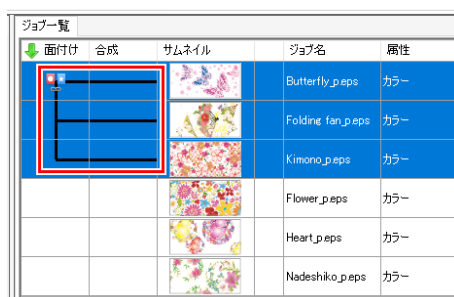 ジョブ一覧
面付け 合成 サムネイル ジョブ名 属性
Butterfly_p.eps カラー
Folding fan_p.eps カラー
Kimono_p.eps カラー
Flower_p.eps カラー
Heart_p.eps カラー
Nadeshiko_p.eps カラー